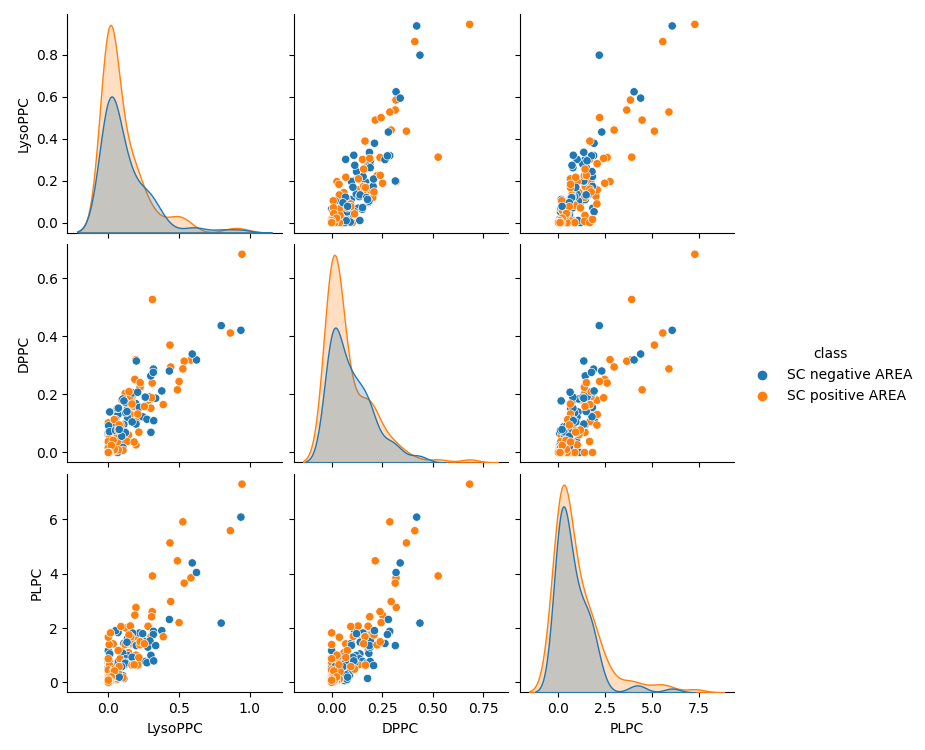 LysoPPC
0.8
0.6
0.4
0.2
0.0
DPPC
0.6
0.4
0.2
0.0
class
SC negative AREA
SC positive AREA
PLPC
6
4
2
0
0.0 0.5 1.0
0.00 0.25 0.50 0.75
0.0 2.5 5.0 7.5
LysoPPC
DPPC
PLPC